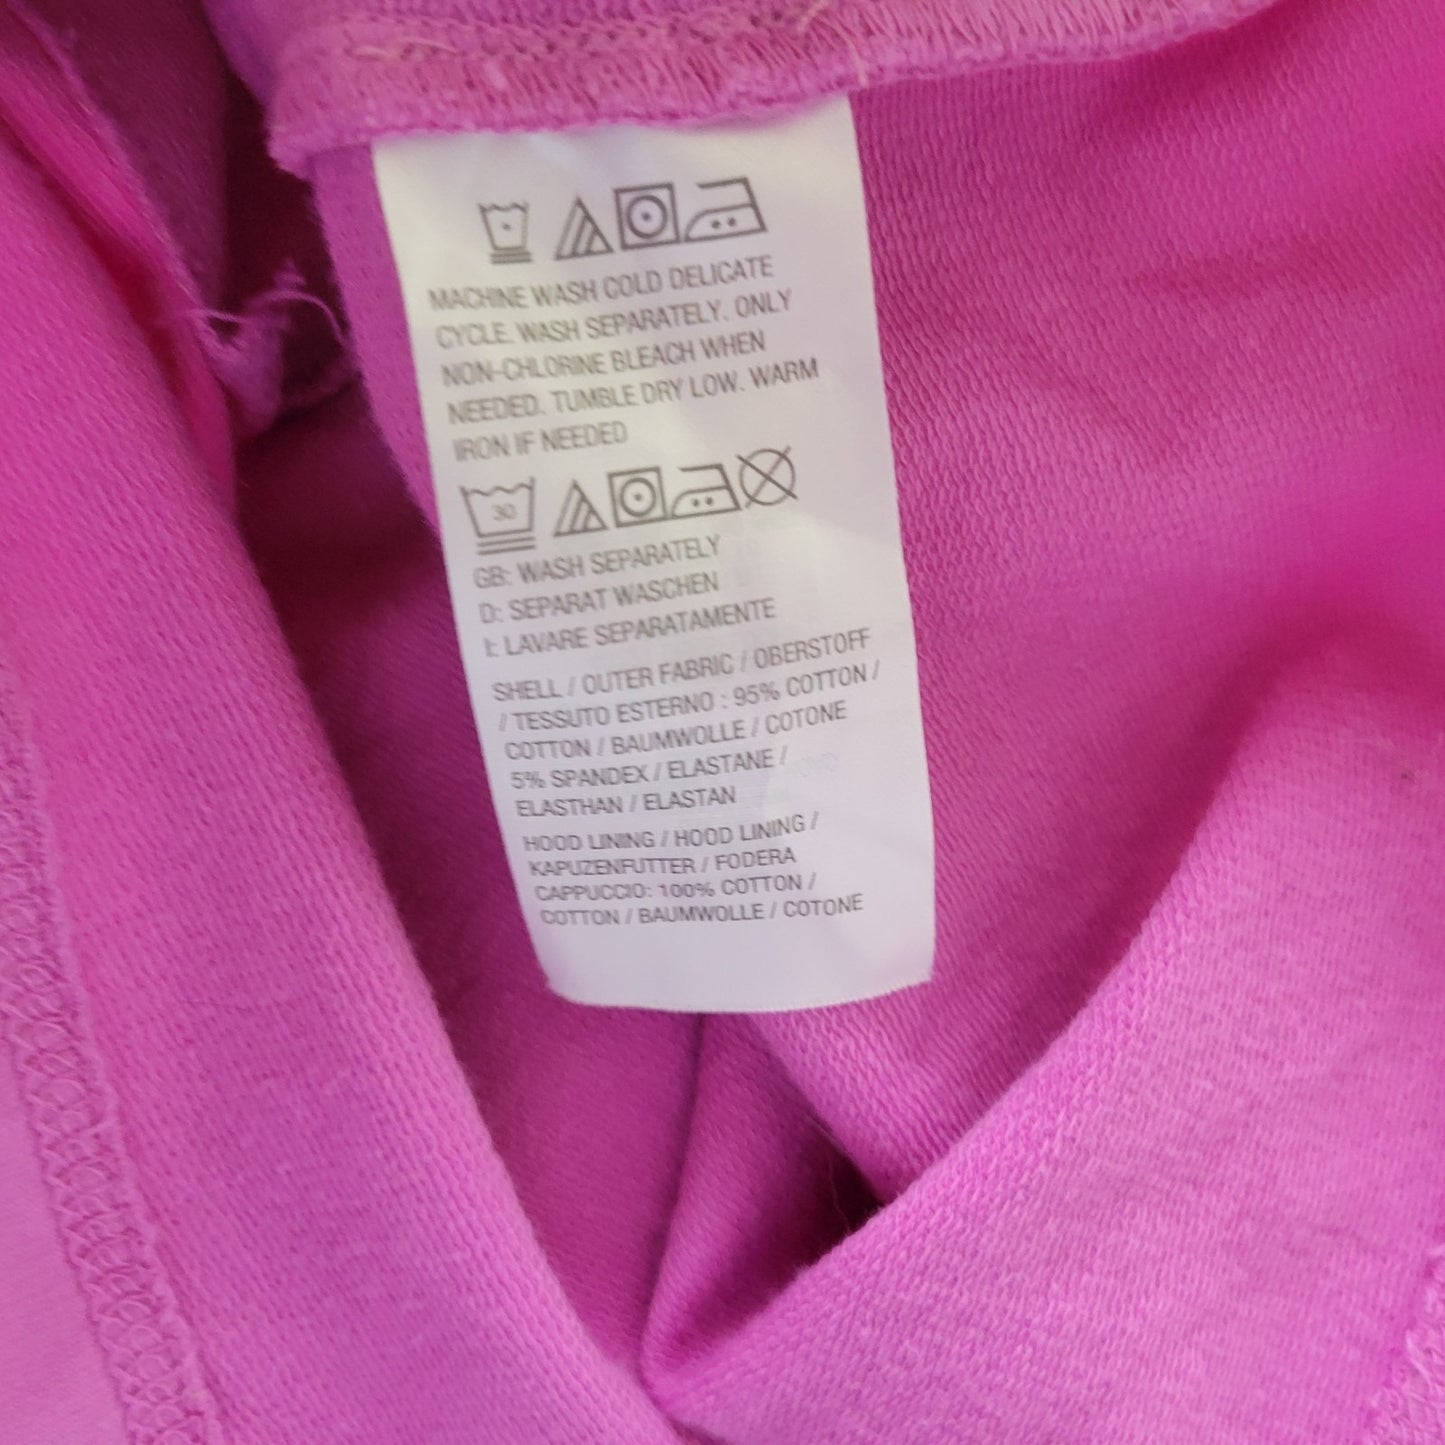 MACHINE WASH COLD DELICATE
CYCLE. WASH SEPARATELY. ONLY
NON-CHLORINE BLEACH WHEN
NEEDED. TUMBLE DRY LOW. WARM
IRON IF NEEDED
30
GB: WASH SEPARATELY
D: SEPARAT WASCHEN
I: LAVARE SEPARATAMENTE
SHELL / OUTER FABRIC / OBERSTOFF
/ TESSUTO ESTERNO : 95% COTTON /
COTTON / BAUMWOLLE / COTONE
5% SPANDEX / ELASTANE /
ELASTHAN / ELASTAN
HOOD LINING / HOOD LINING /
KAPUZENFUTTER / FODERA
CAPPUCCIO: 100% COTTON /
COTTON / BAUMWOLLE / COTONE